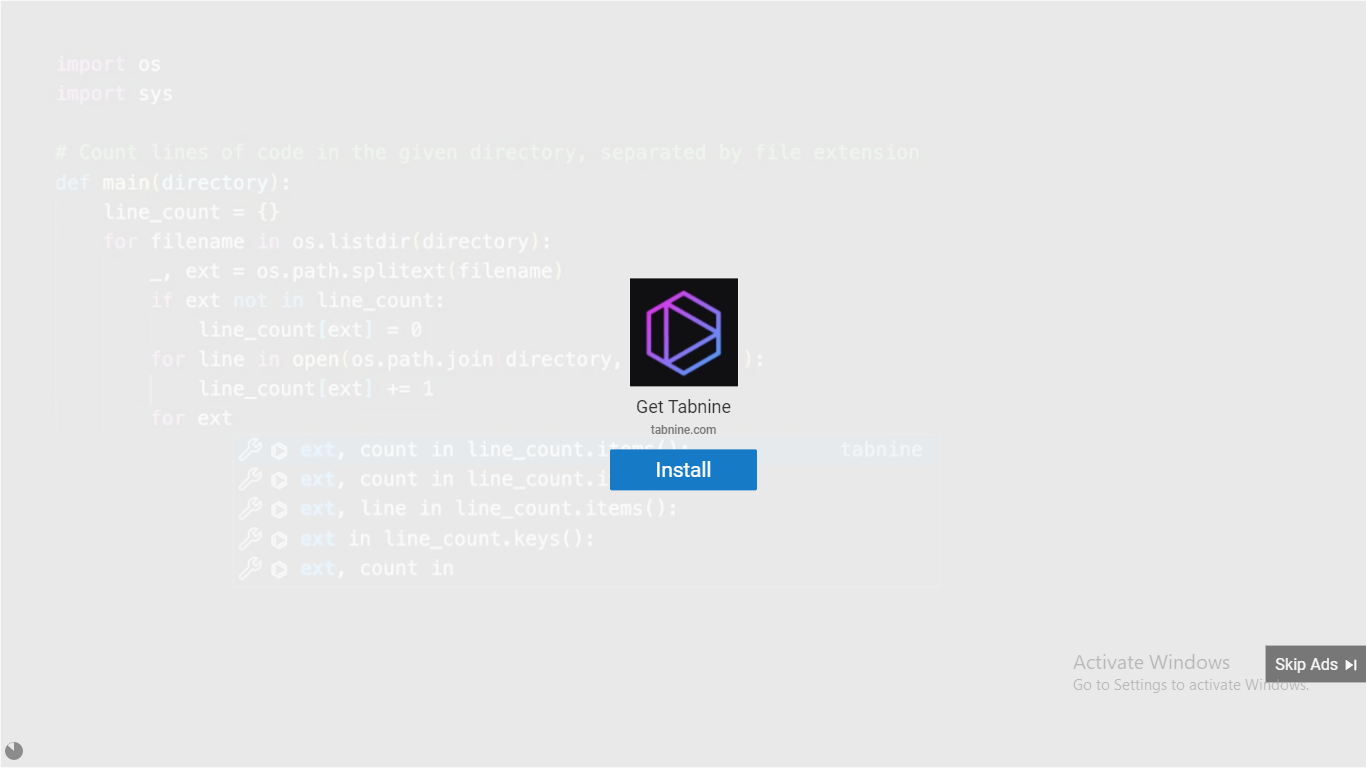 import os
import sys
# Count lines of code in the given directory, separated by file extension
def main(directory):
line_count = {}
for filename in os.listdir(directory):
_, ext = os.path.splitext(filename)
if ext not in line_count:
line_count[ext] = 0
for line in open(os.path.join(directory, ):
line_count[ext] += 1
for ext
Get Tabnine
tabnine.com
ext, count in line_count.items(): tabnine
Install
ext, count in line_count.
ext, line in line_count.items():
ext in line_count.keys():
ext, count in
Activate Windows
Go to Settings to activate Windows.
Skip Ads